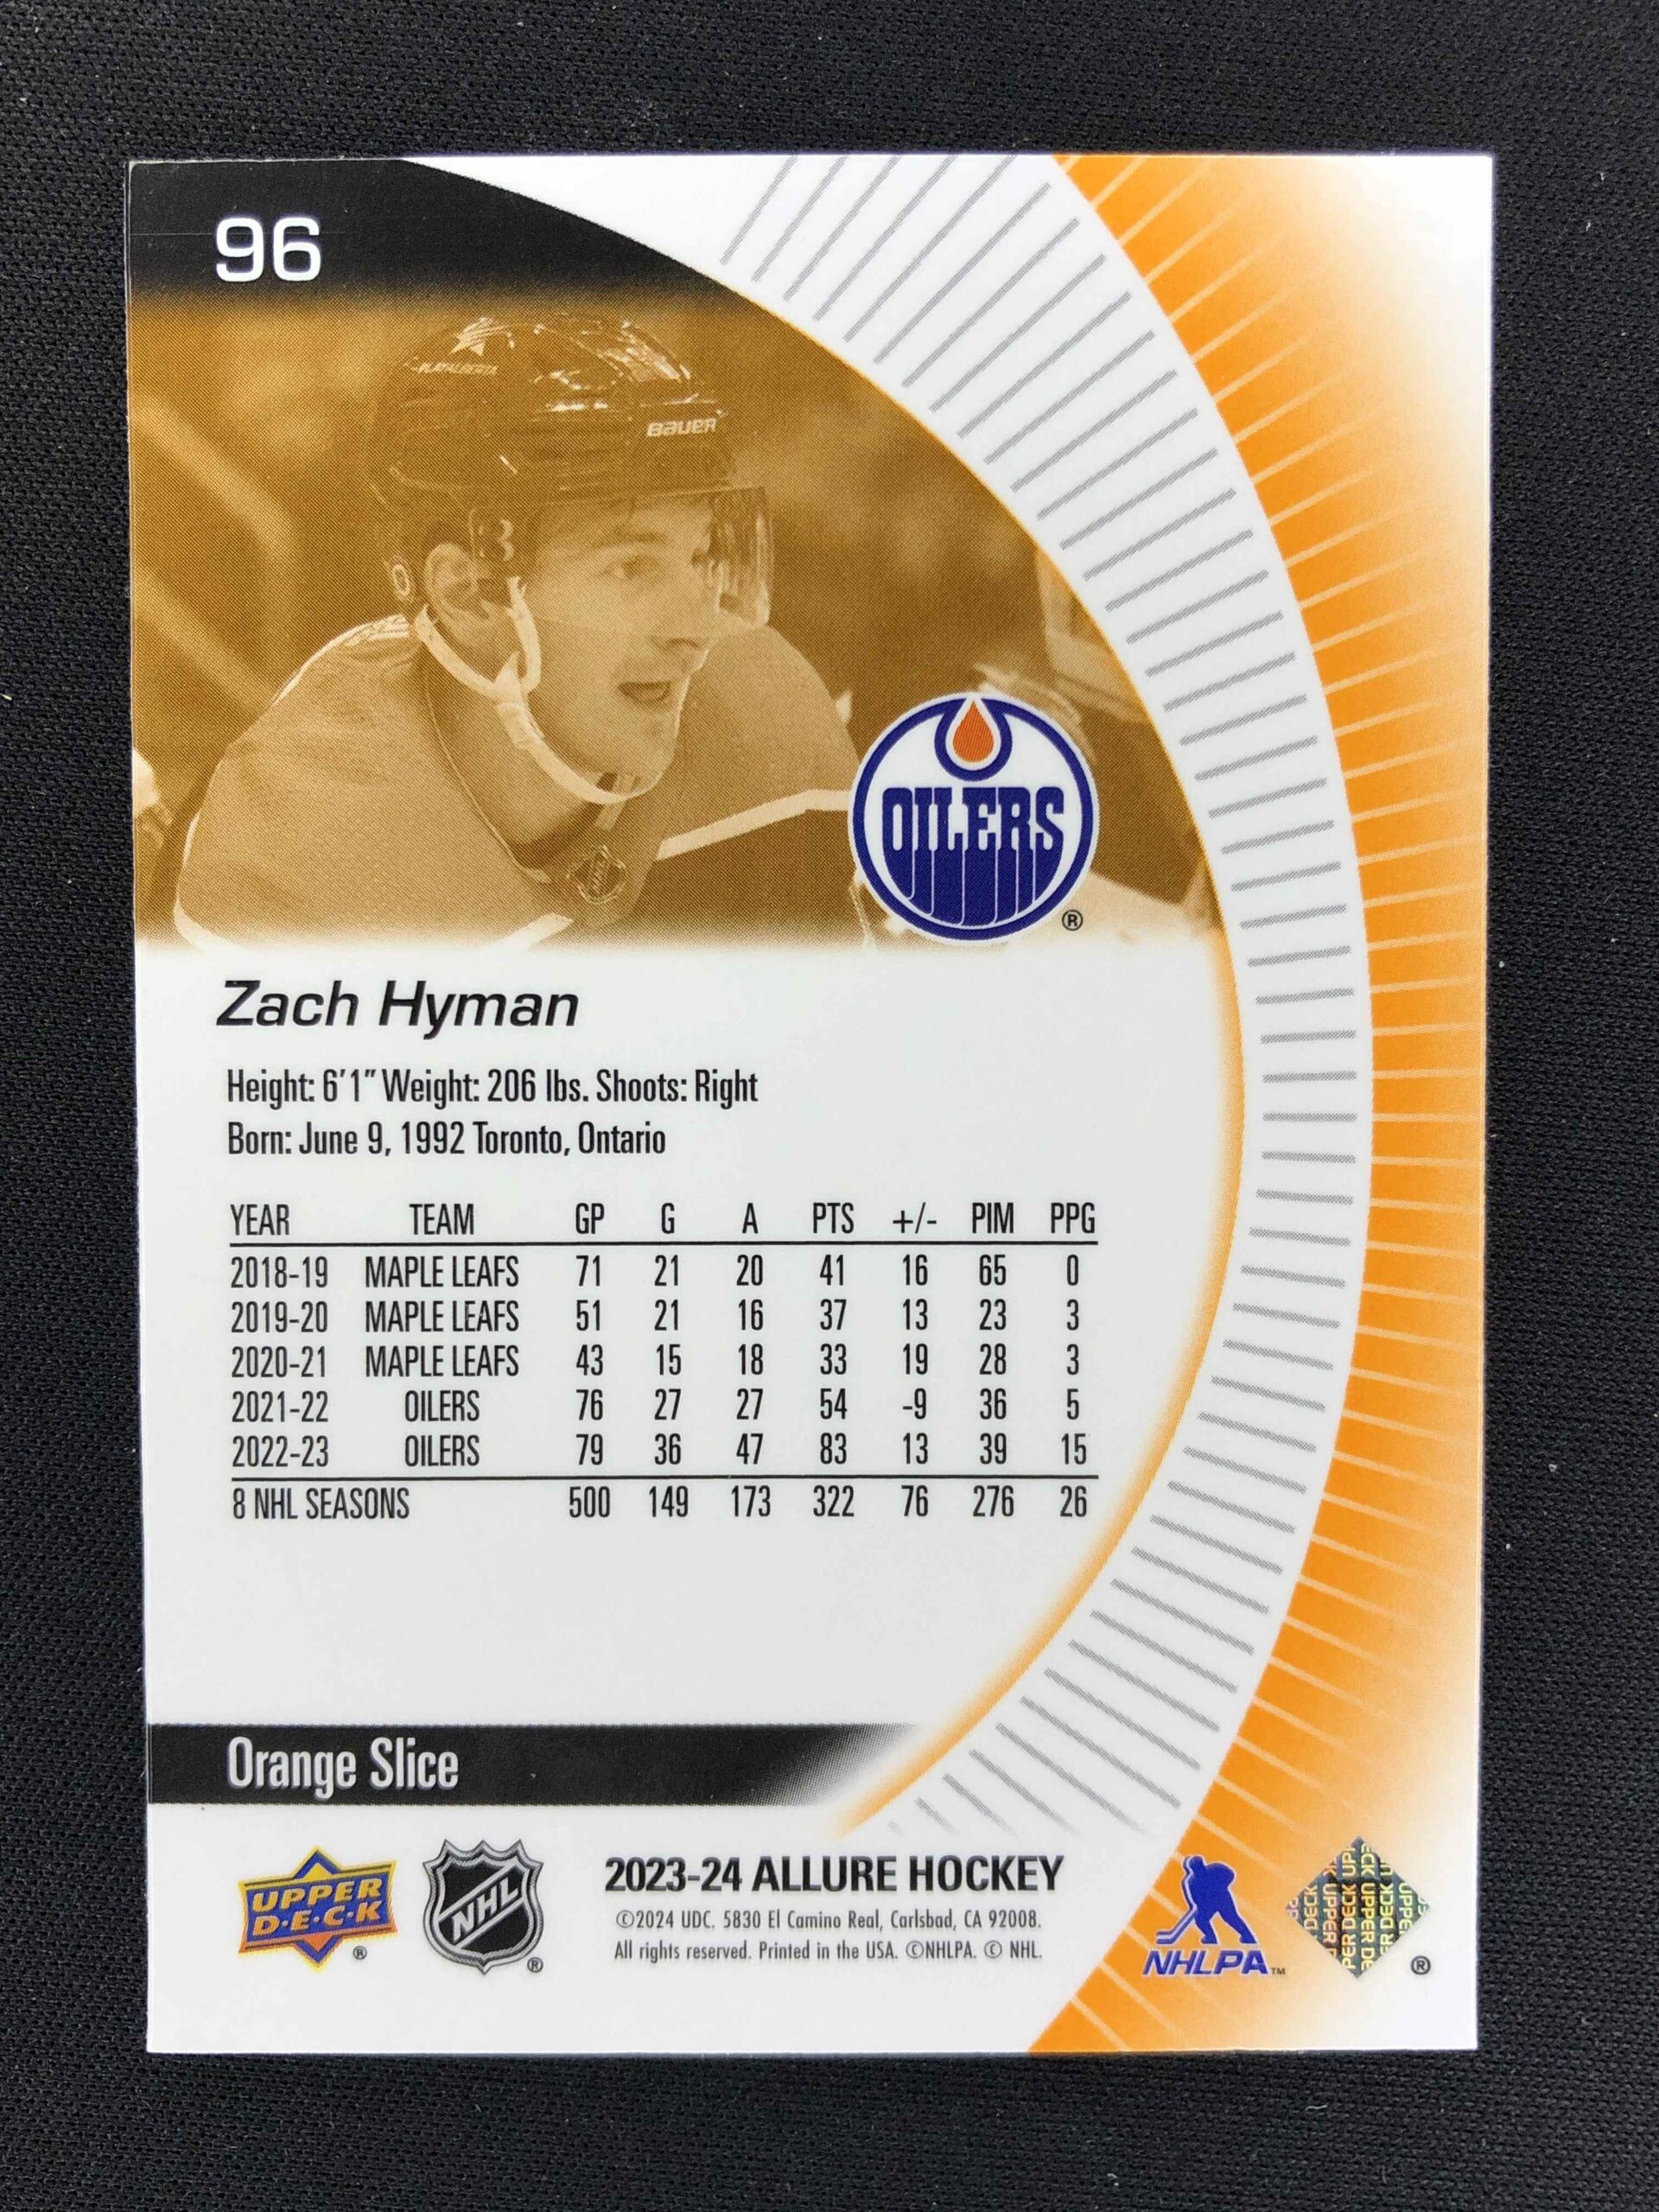 96
PLAYALBERTA
BAUER
OILERS
®
Zach Hyman
Height: 6'1" Weight: 206 lbs. Shoots: Right
Born: June 9, 1992 Toronto, Ontario
YEAR TEAM GP G A PTS +/- PIM PPG
2018-19 MAPLE LEAFS 71 21 20 41 16 65 0
2019-20 MAPLE LEAFS 51 21 16 37 13 23 3
2020-21 MAPLE LEAFS 43 15 18 33 19 28 3
2021-22 OILERS 76 27 27 54 -9 36 5
2022-23 OILERS 79 36 47 83 13 39 15
8 NHL SEASONS 500 149 173 322 76 276 26
Orange Slice
UPPER
D·E·C·K
®
NHL
®
2023-24 ALLURE HOCKEY
©2024 UDC. 5830 El Camino Real, Carlsbad, CA 92008.
All rights reserved. Printed in the USA. ©NHLPA. © NHL.
NHLPA™
UPPER DECK
®